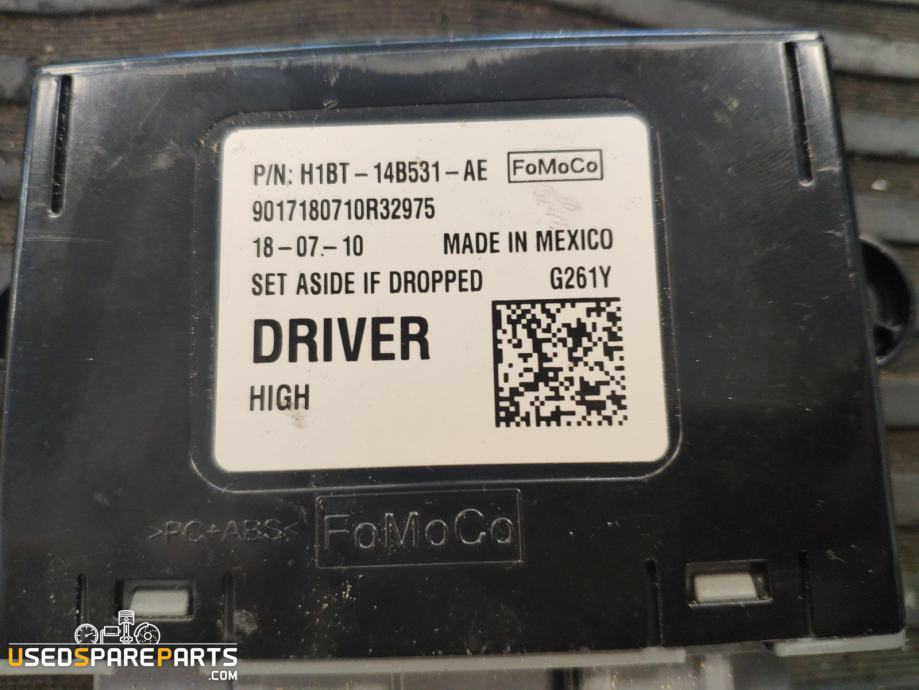 P/N: H1BT-14B531-AE FoMoCo
9017180710R32975
18-07-10 MADE IN MEXICO
SET ASIDE IF DROPPED G261Y
DRIVER
HIGH
>PC+ABS< FoMoCo
USEDSPAREPARTS
.COM